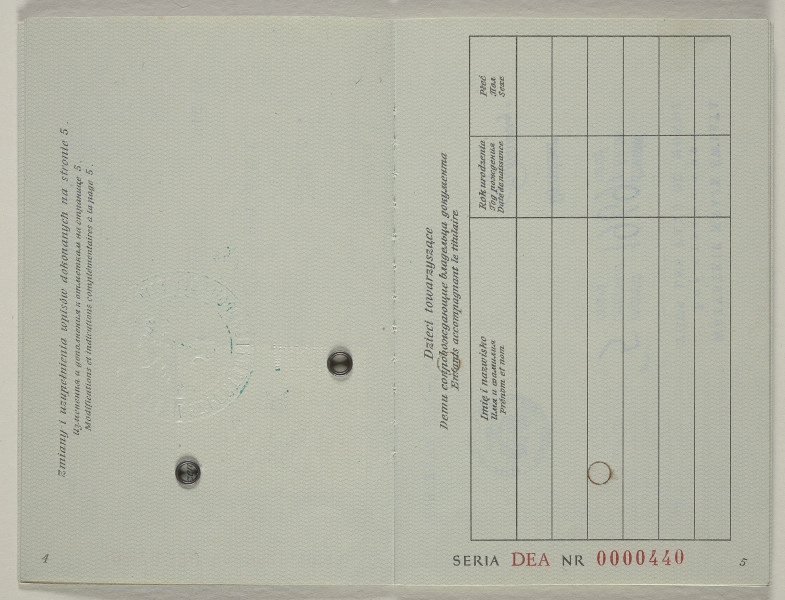 Zmiany i uzupełnienia wpisów dokonanych na stronie 5.
Изменения и дополнения к отметкам на странице 5.
Modifications et indications complémentaires à la page 5.
4
Dzieci towarzyszące
Дети сопровождающие владельца документа
Enfants accompagnant le titulaire
Imię i nazwisko
Имя и фамилия
Prénom et nom
Rok urodzenia
Год рождения
Date de naissance
Płeć
Пол
Sexe
SERIA DEA NR 0000440
5